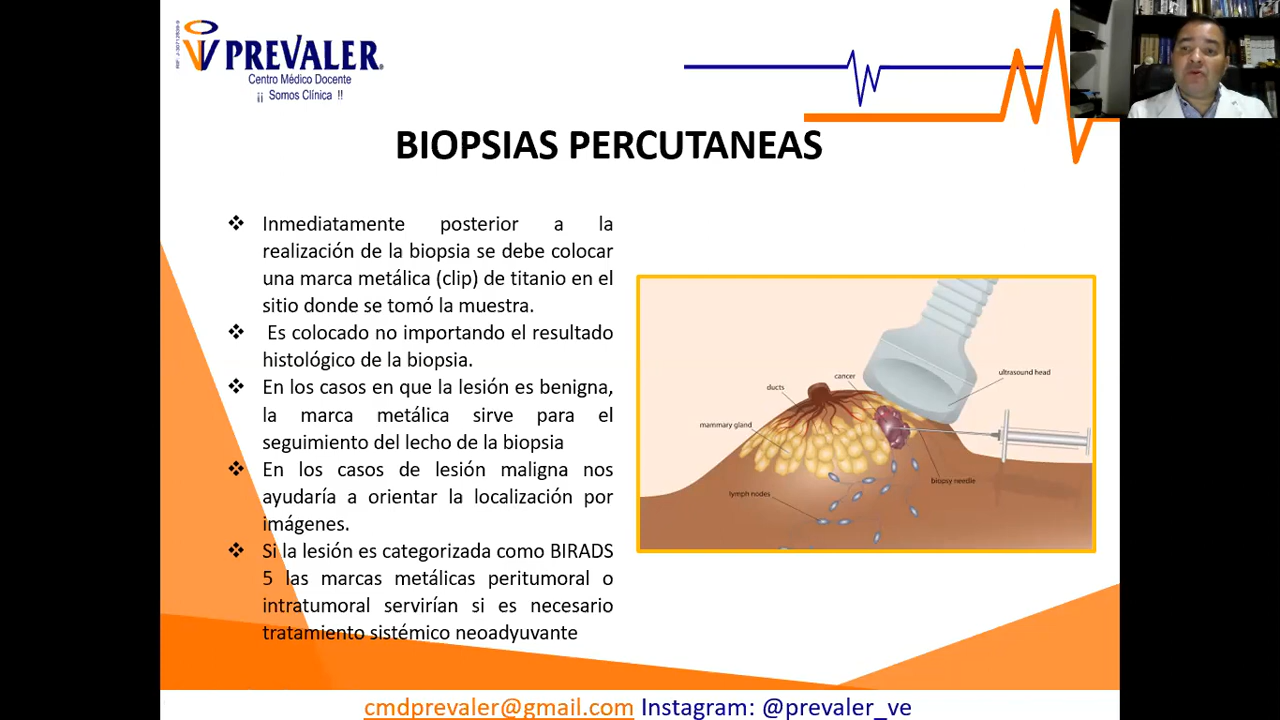 PREVALER
Centro Médico Docente
¡¡ Somos Clínica !!
BIOPSIAS PERCUTANEAS
Inmediatamente posterior a la
realización de la biopsia se debe colocar
una marca metálica (clip) de titanio en el
sitio donde se tomó la muestra.
Es colocado no importando el resultado
histológico de la biopsia.
En los casos en que la lesión es benigna,
la marca metálica sirve para el
seguimiento del lecho de la biopsia
En los casos de lesión maligna nos
ayudaría a orientar la localización por
imágenes.
Si la lesión es categorizada como BIRADS
5 las marcas metálicas peritumoral o
intratumoral servirían si es necesario
tratamiento sistémico neoadyuvante
cancer
ducts
ultrasound head
mammary gland
biopsy needle
lymph nodes
cmdprevaler@gmail.com Instagram: @prevaler_ve